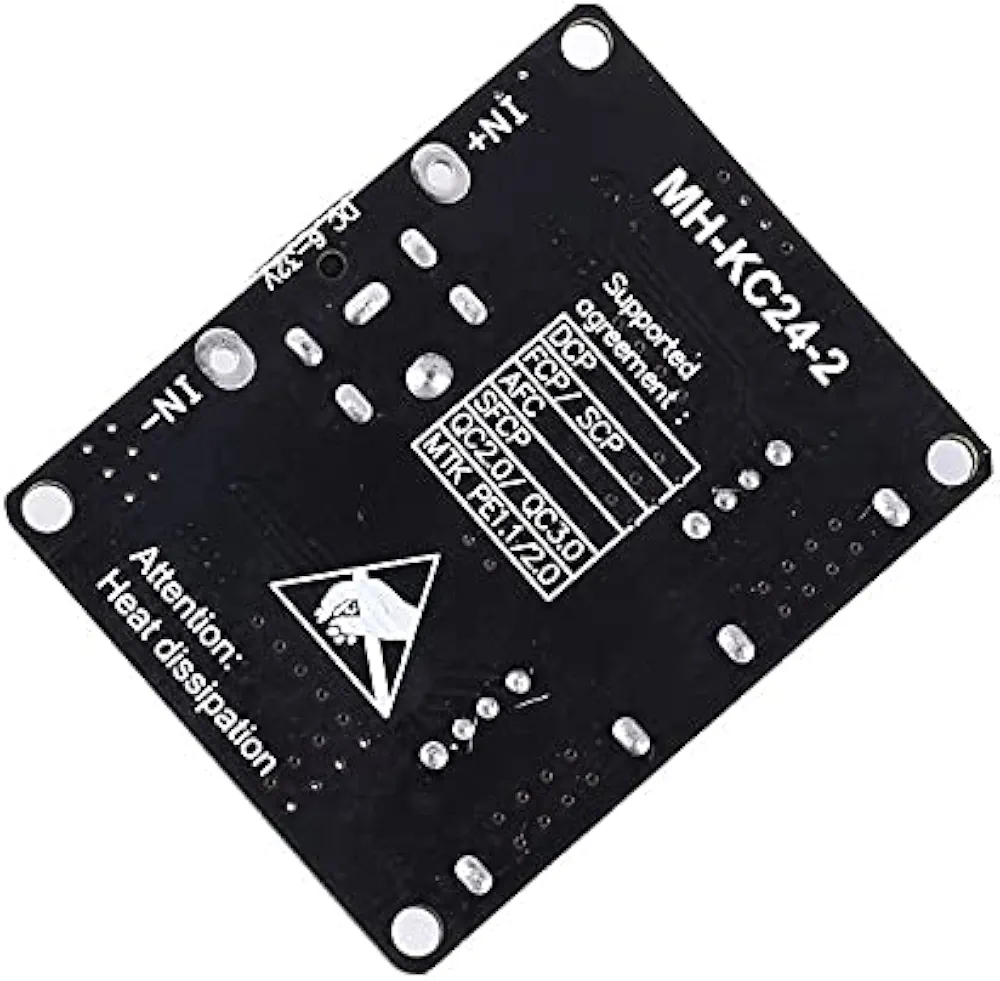 MH-KC24-2
IN+
DC 6-32V
IN-
Supported
agreement :
DCP
FCP/ SCP
AFC
SFCP
QC2.0/ QC3.0
MTK PE1.1/2.0
Attention:
Heat dissipation